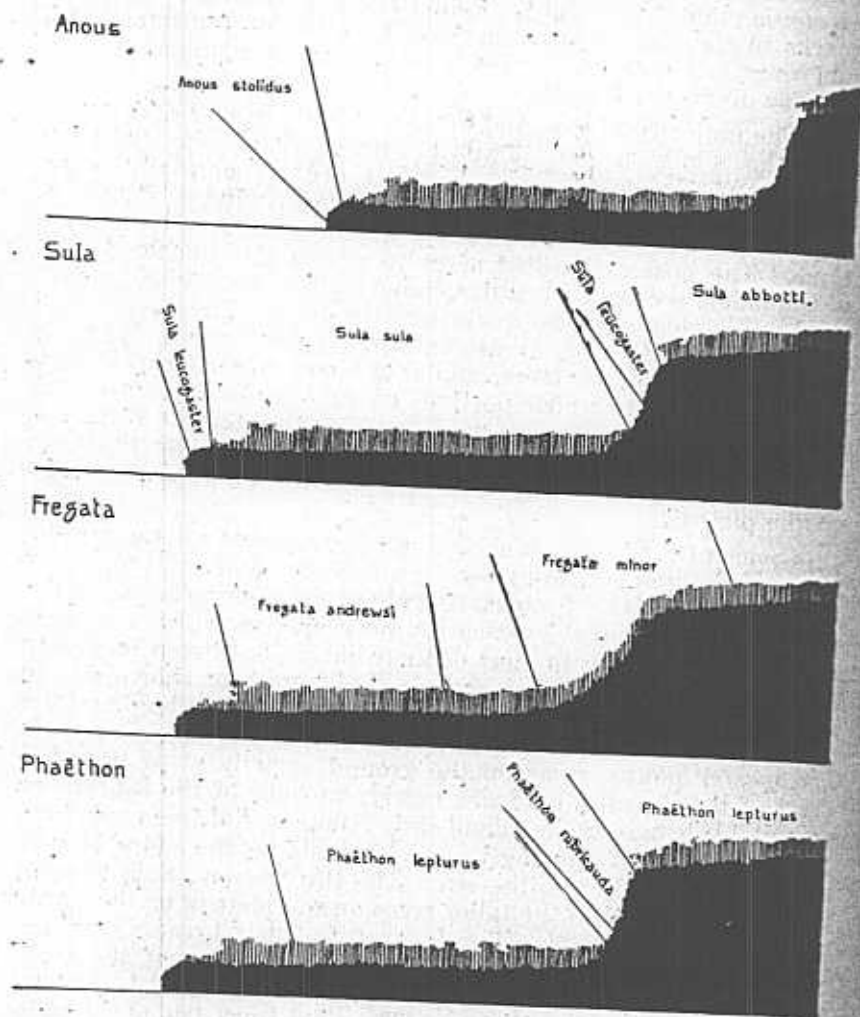 Anous
Anous stolidus
Sula
Sula leucogaster
Sula sula
Sula leucogaster
Sula abbotti.
Fregata
Fregata andrewsi
Fregata minor
Phaëthon
Phaëthon lepturus
Phaëthon rubricauda
Phaëthon lepturus